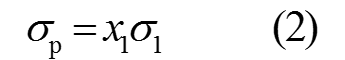 σₚ = x₁σ₁ (2)